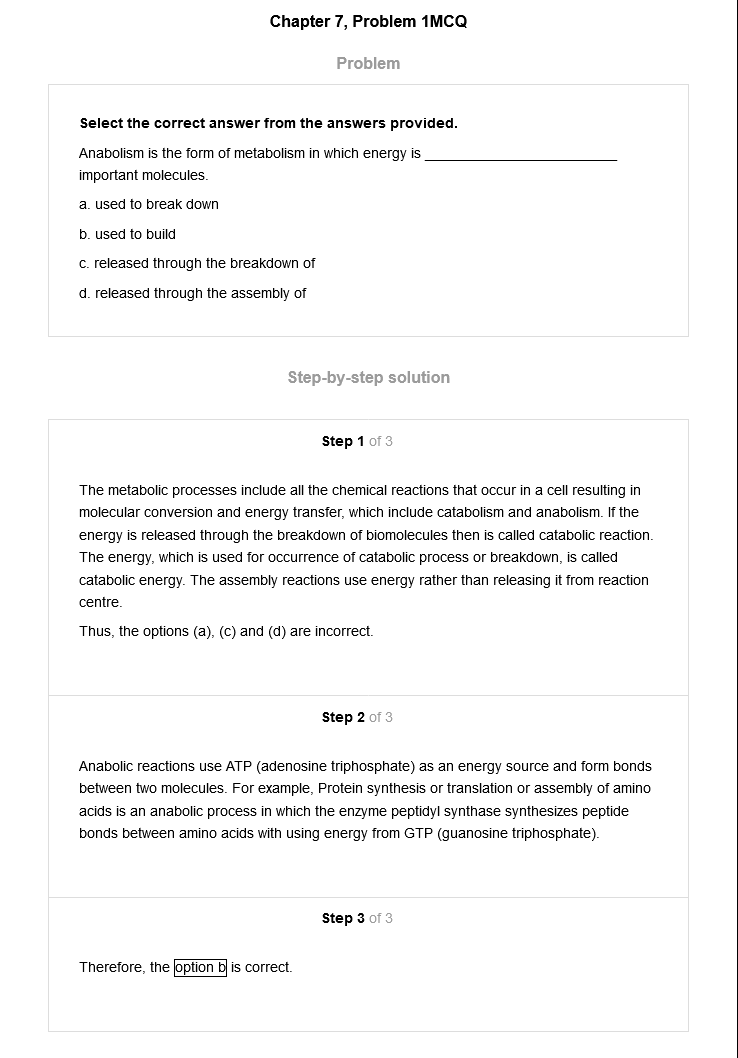 Chapter 7, Problem 1MCQ
Problem
Select the correct answer from the answers provided.
Anabolism is the form of metabolism in which energy is _________________________
important molecules.
a. used to break down
b. used to build
c. released through the breakdown of
d. released through the assembly of
Step-by-step solution
Step 1 of 3
The metabolic processes include all the chemical reactions that occur in a cell resulting in
molecular conversion and energy transfer, which include catabolism and anabolism. If the
energy is released through the breakdown of biomolecules then is called catabolic reaction.
The energy, which is used for occurrence of catabolic process or breakdown, is called
catabolic energy. The assembly reactions use energy rather than releasing it from reaction
centre.
Thus, the options (a), (c) and (d) are incorrect.
Step 2 of 3
Anabolic reactions use ATP (adenosine triphosphate) as an energy source and form bonds
between two molecules. For example, Protein synthesis or translation or assembly of amino
acids is an anabolic process in which the enzyme peptidyl synthase synthesizes peptide
bonds between amino acids with using energy from GTP (guanosine triphosphate).
Step 3 of 3
Therefore, the option b is correct.